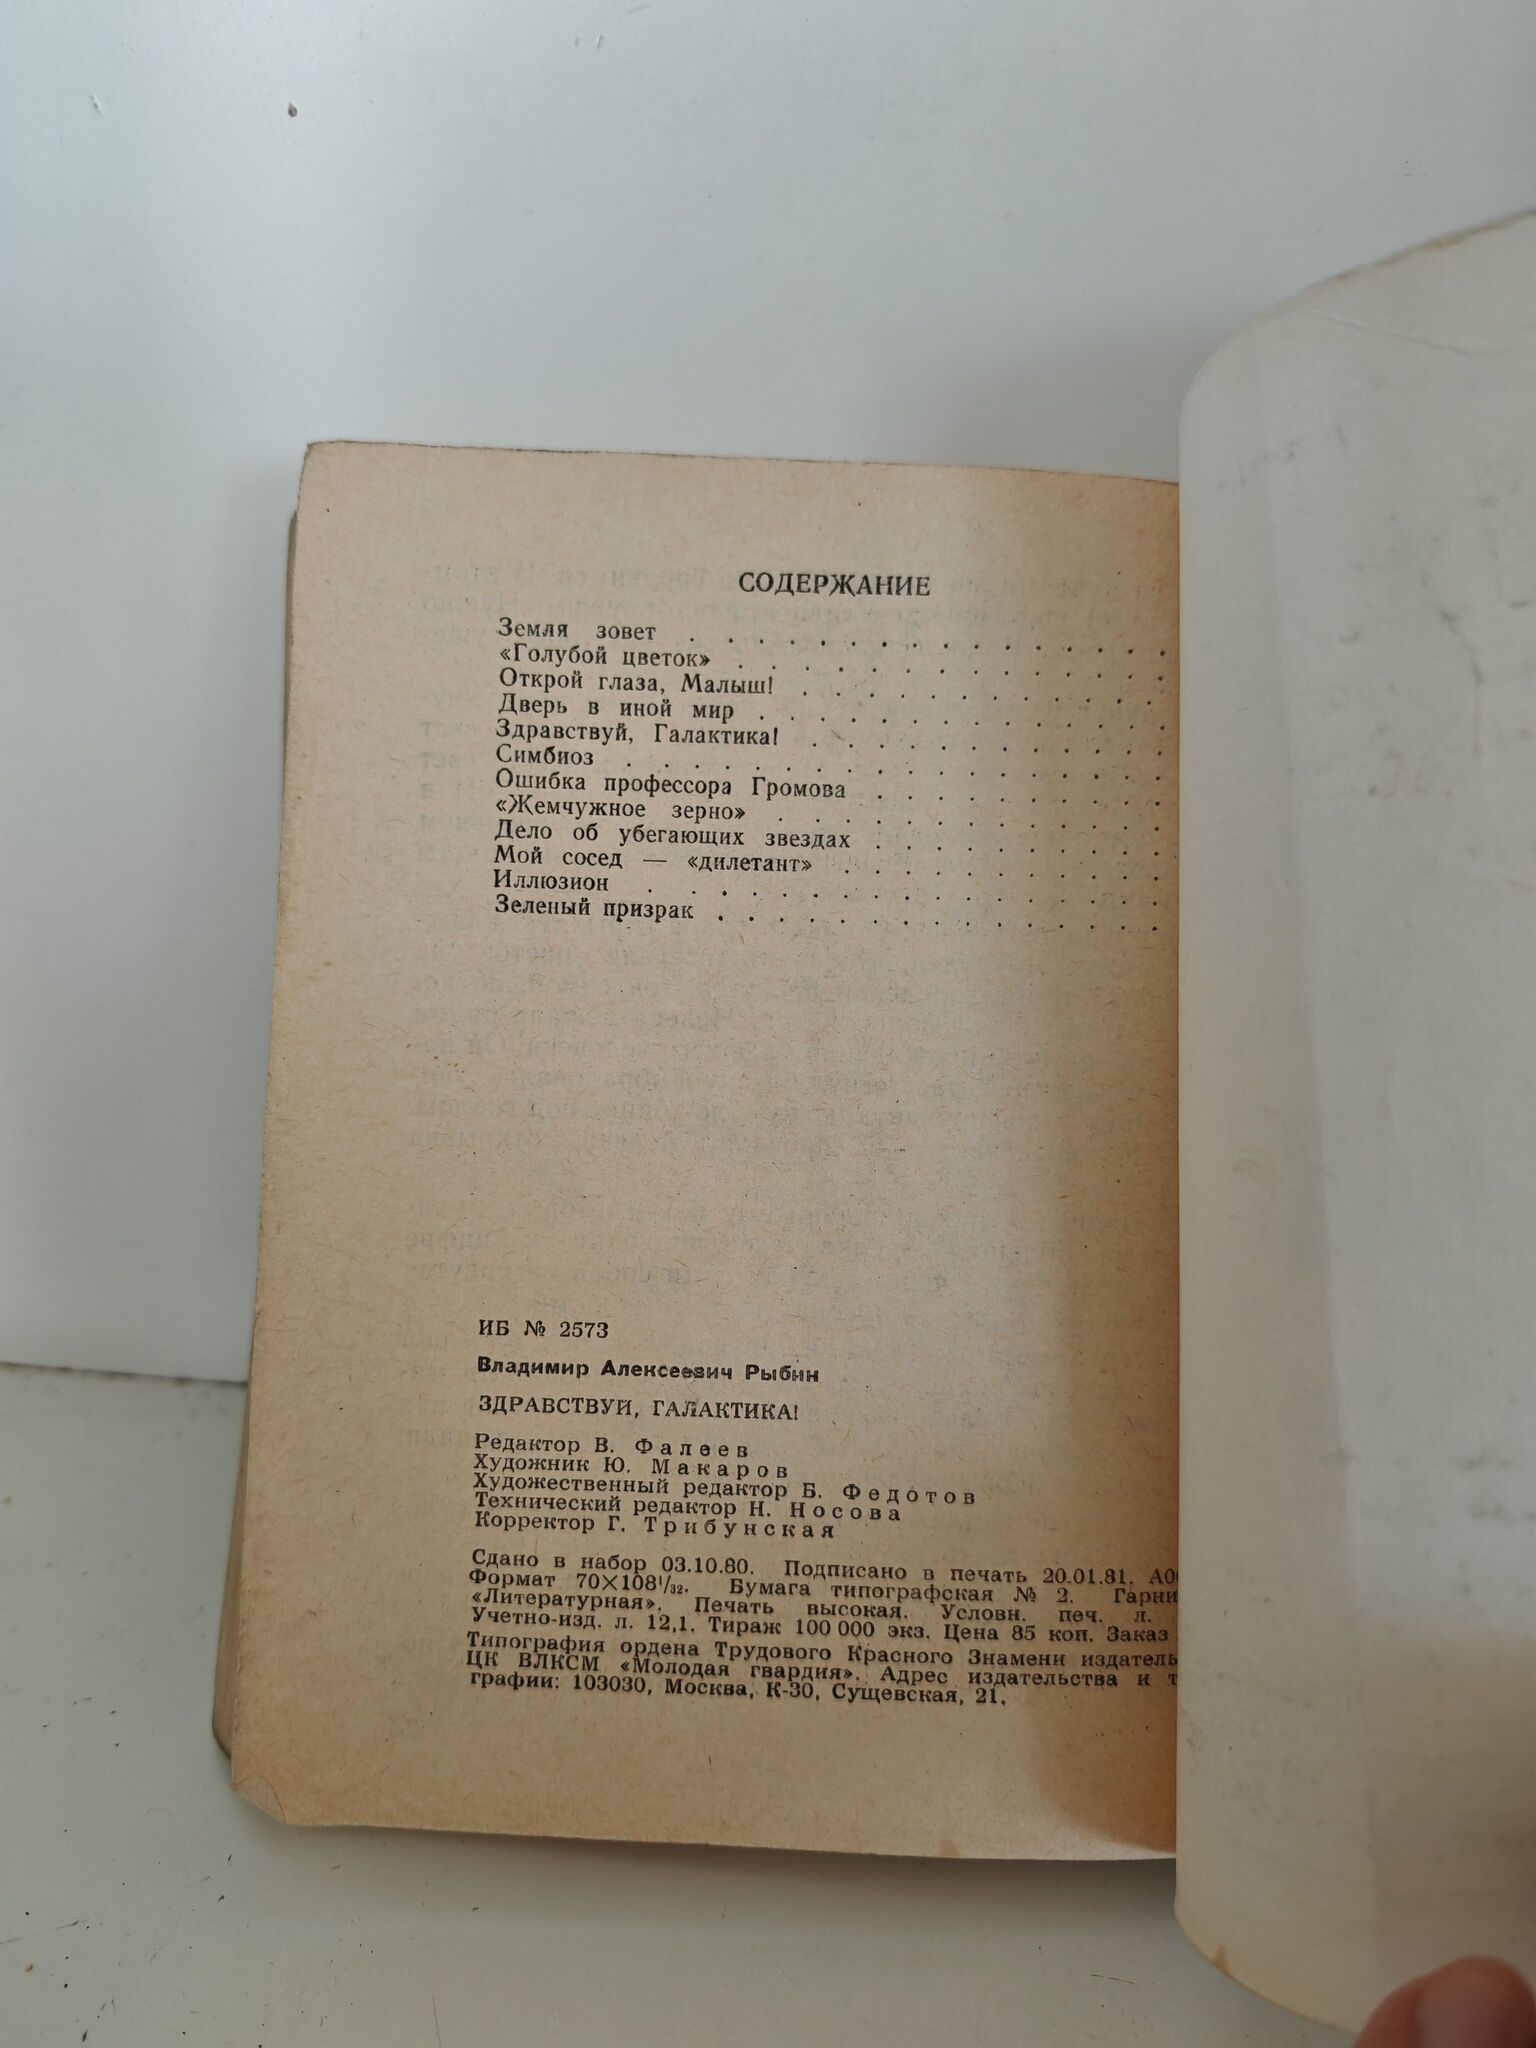 СОДЕРЖАНИЕ
Земля зовет . . . . . . . . . . . . . . .
«Голубой цветок» . . . . . . . . . . . . .
Открой глаза, Малыш! . . . . . . . . . . .
Дверь в иной мир . . . . . . . . . . . . .
Здравствуй, Галактика! . . . . . . . . . .
Симбиоз . . . . . . . . . . . . . . . . .
Ошибка профессора Громова . . . . . . . .
«Жемчужное зерно» . . . . . . . . . . . .
Дело об убегающих звездах . . . . . . . .
Мой сосед — «дилетант» . . . . . . . . . .
Иллюзион . . . . . . . . . . . . . . . .
Зеленый призрак . . . . . . . . . . . . .
ИБ № 2573
Владимир Алексеевич Рыбин
ЗДРАВСТВУЙ, ГАЛАКТИКА!
Редактор В. Фалеев
Художник Ю. Макаров
Художественный редактор Б. Федотов
Технический редактор Н. Носова
Корректор Г. Трибунская
Сдано в набор 03.10.80. Подписано в печать 20.01.81.
Формат 70×108¹/₃₂. Бумага типографская № 2.
«Литературная». Печать высокая. Условн. печ. л.
Учетно-изд. л. 12,1. Тираж 100 000 экз. Цена 85 коп. Заказ
Типография ордена Трудового Красного Знамени
ЦК ВЛКСМ «Молодая гвардия». Адрес издательства и
графии: 103030, Москва, К-30, Сущевская, 21.